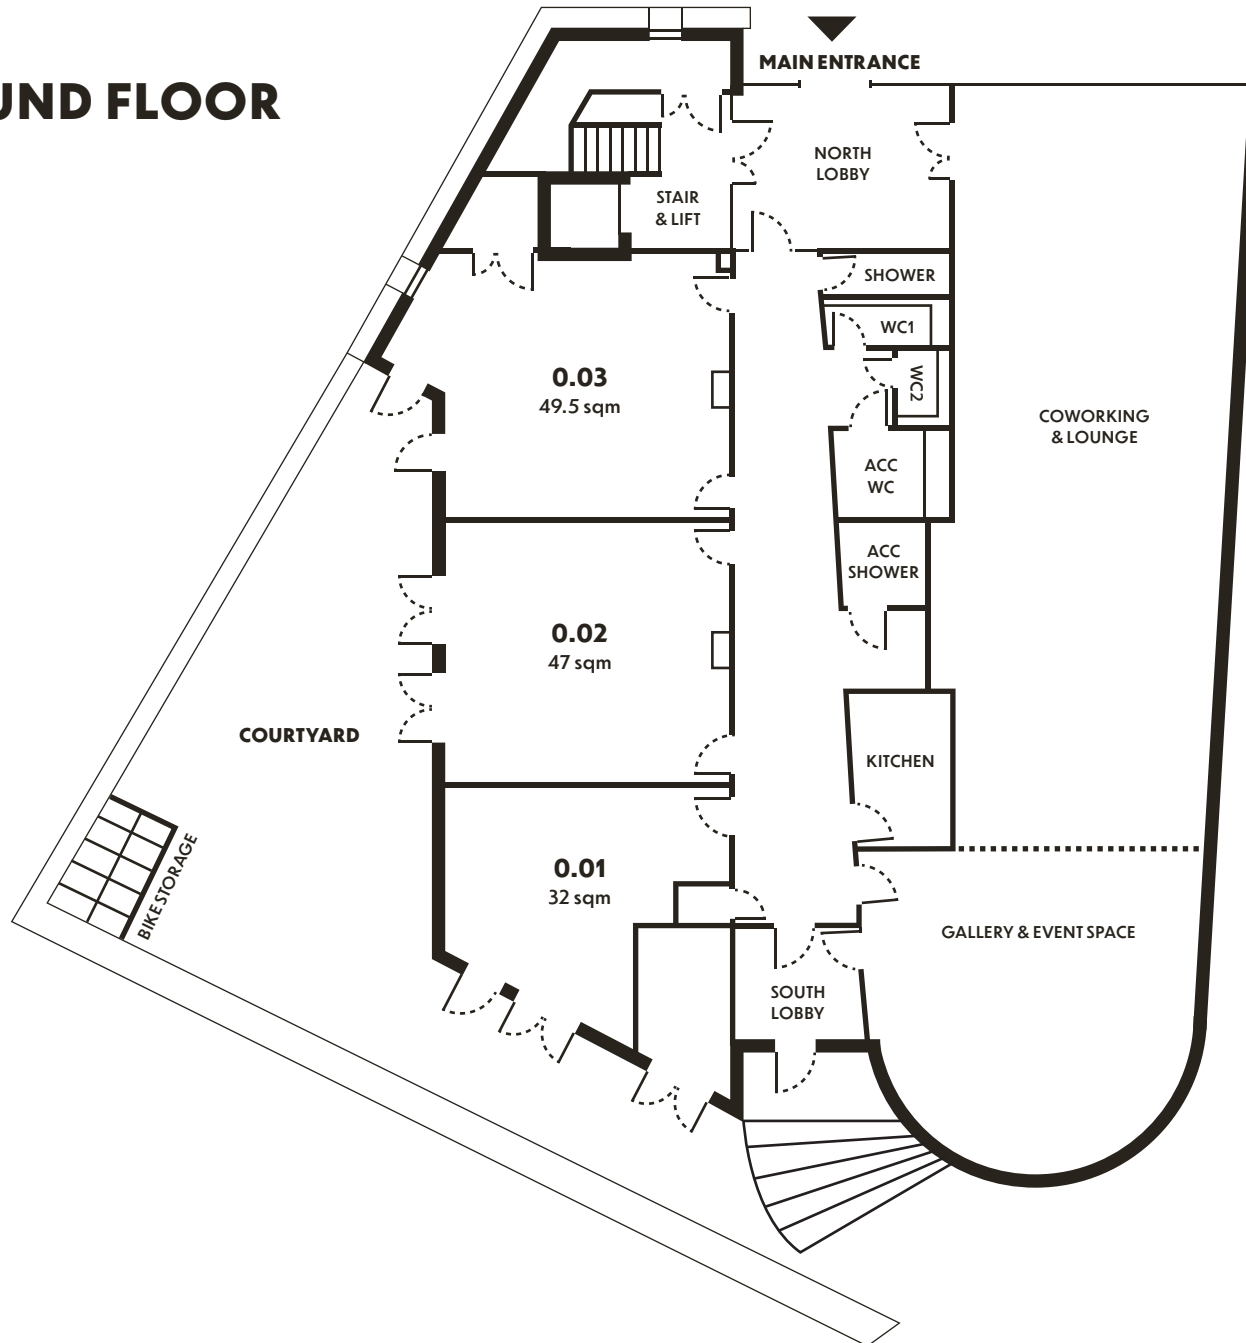 UND FLOOR
MAIN ENTRANCE
NORTH
LOBBY
STAIR
& LIFT
SHOWER
WC1
WC2
0.03
49.5 sqm
COWORKING
& LOUNGE
ACC
WC
ACC
SHOWER
0.02
47 sqm
COURTYARD
KITCHEN
BIKE STORAGE
0.01
32 sqm
GALLERY & EVENT SPACE
SOUTH
LOBBY